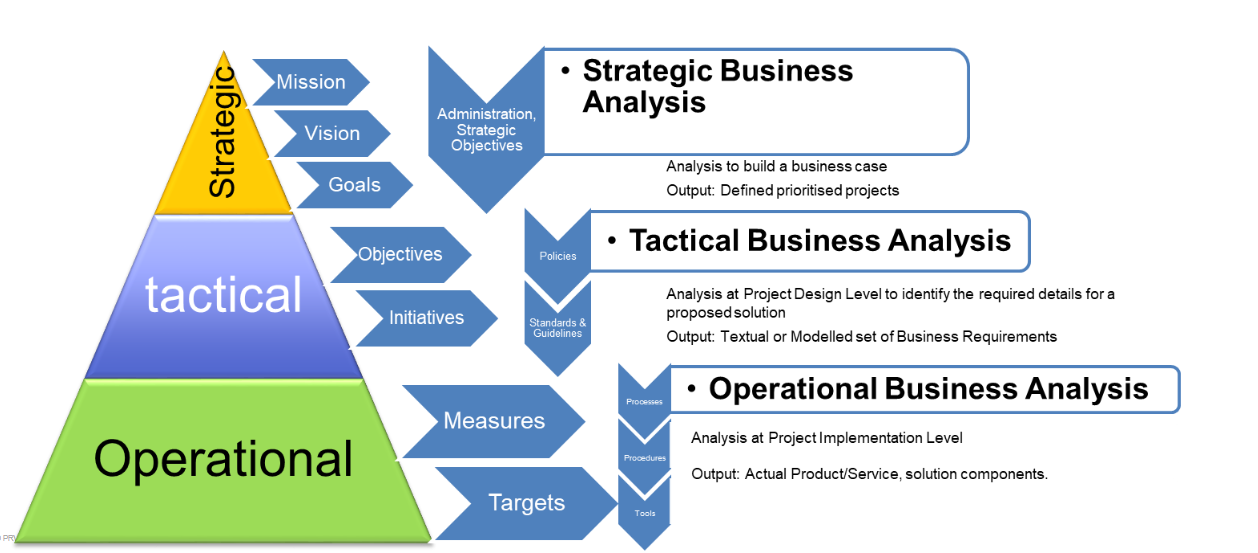 Strategic
Mission
Vision
Goals
Administration,
Strategic
Objectives
• Strategic Business
Analysis
Analysis to build a business case
Output: Defined prioritised projects
tactical
Objectives
Initiatives
Policies
Standards &
Guidelines
• Tactical Business Analysis
Analysis at Project Design Level to identify the required details for a
proposed solution
Output: Textual or Modelled set of Business Requirements
Operational
Measures
Targets
Processes
Procedures
Tools
• Operational Business Analysis
Analysis at Project Implementation Level
Output: Actual Product/Service, solution components.